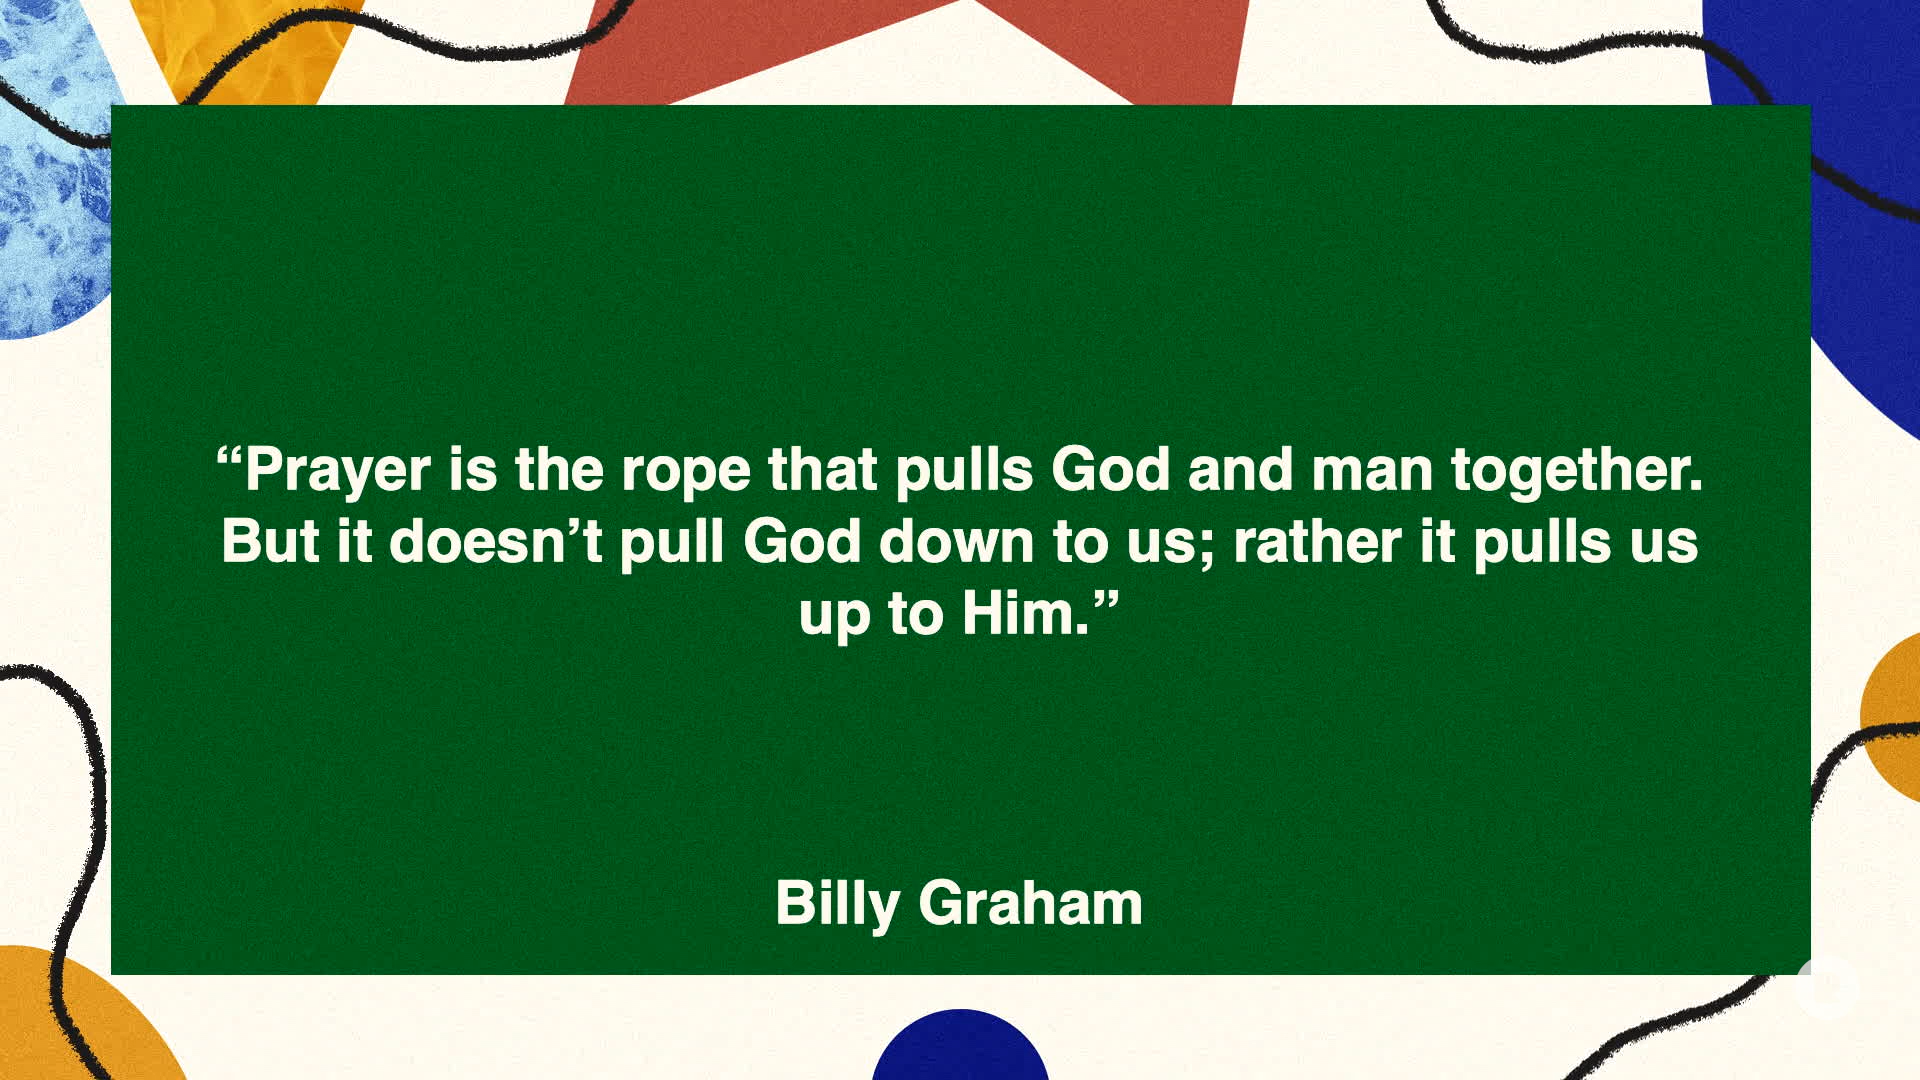 “Prayer is the rope that pulls God and man together.
But it doesn’t pull God down to us; rather it pulls us
up to Him.”
Billy Graham